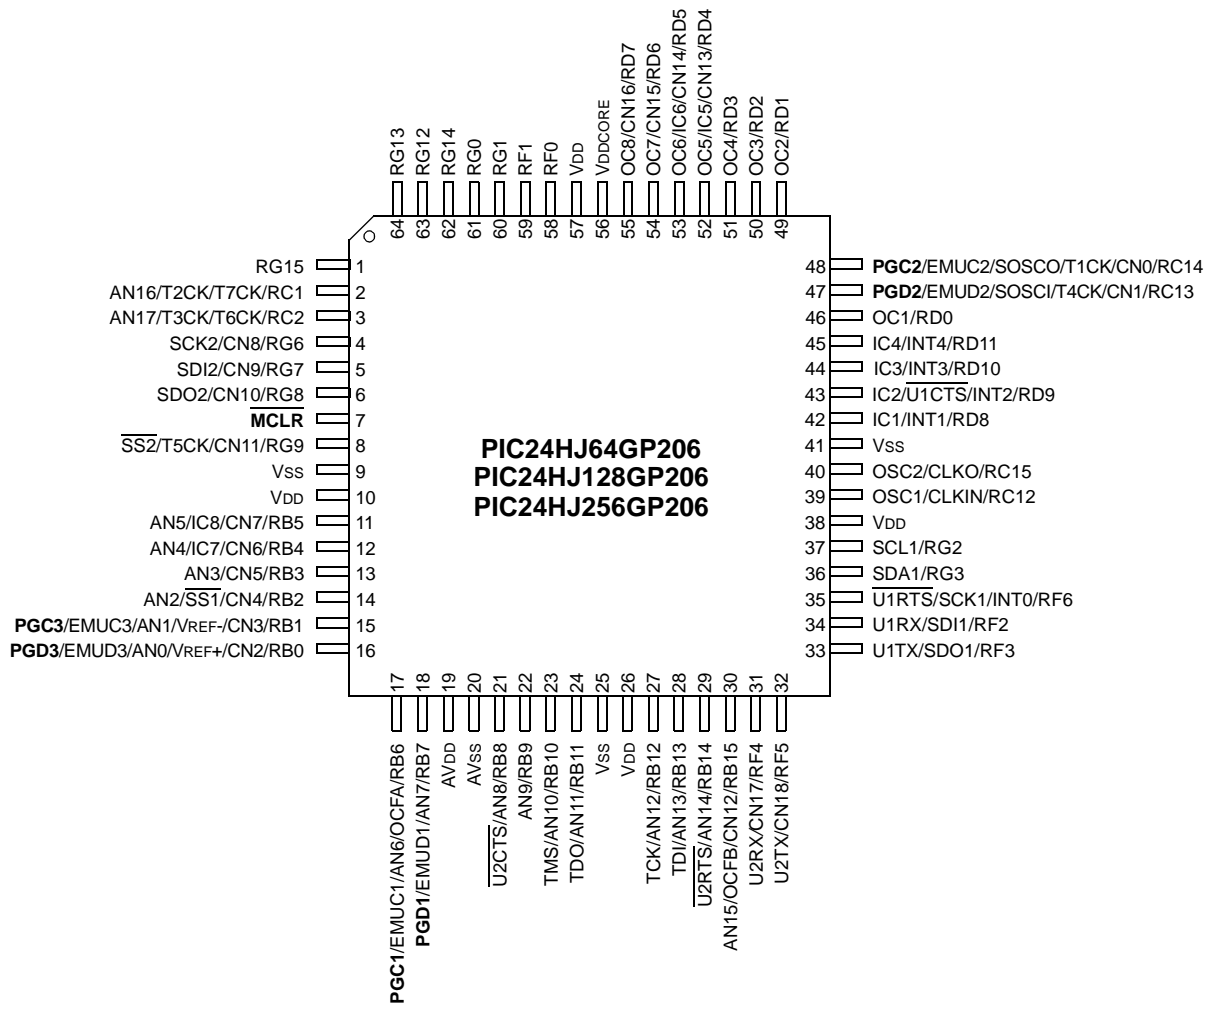 RG13
RG12
RG14
RG0
RG1
RF1
RF0
VDD
VDDCORE
OC8/CN16/RD7
OC7/CN15/RD6
OC6/IC6/CN14/RD5
OC5/IC5/CN13/RD4
OC4/RD3
OC3/RD2
OC2/RD1
64
63
62
61
60
59
58
57
56
55
54
53
52
51
50
49
RG15 1
AN16/T2CK/T7CK/RC1 2
AN17/T3CK/T6CK/RC2 3
SCK2/CN8/RG6 4
SDI2/CN9/RG7 5
SDO2/CN10/RG8 6
MCLR 7
SS2/T5CK/CN11/RG9 8
VSS 9
VDD 10
AN5/IC8/CN7/RB5 11
AN4/IC7/CN6/RB4 12
AN3/CN5/RB3 13
AN2/SS1/CN4/RB2 14
PGC3/EMUC3/AN1/VREF-/CN3/RB1 15
PGD3/EMUD3/AN0/VREF+/CN2/RB0 16
PIC24HJ64GP206
PIC24HJ128GP206
PIC24HJ256GP206
48 PGC2/EMUC2/SOSCO/T1CK/CN0/RC14
47 PGD2/EMUD2/SOSCI/T4CK/CN1/RC13
46 OC1/RD0
45 IC4/INT4/RD11
44 IC3/INT3/RD10
43 IC2/U1CTS/INT2/RD9
42 IC1/INT1/RD8
41 VSS
40 OSC2/CLKO/RC15
39 OSC1/CLKIN/RC12
38 VDD
37 SCL1/RG2
36 SDA1/RG3
35 U1RTS/SCK1/INT0/RF6
34 U1RX/SDI1/RF2
33 U1TX/SDO1/RF3
17
18
19
20
21
22
23
24
25
26
27
28
29
30
31
32
PGC1/EMUC1/AN6/OCFA/RB6
PGD1/EMUD1/AN7/RB7
AVDD
AVSS
U2CTS/AN8/RB8
AN9/RB9
TMS/AN10/RB10
TDO/AN11/RB11
VSS
VDD
TCK/AN12/RB12
TDI/AN13/RB13
U2RTS/AN14/RB14
AN15/OCFB/CN12/RB15
U2RX/CN17/RF4
U2TX/CN18/RF5